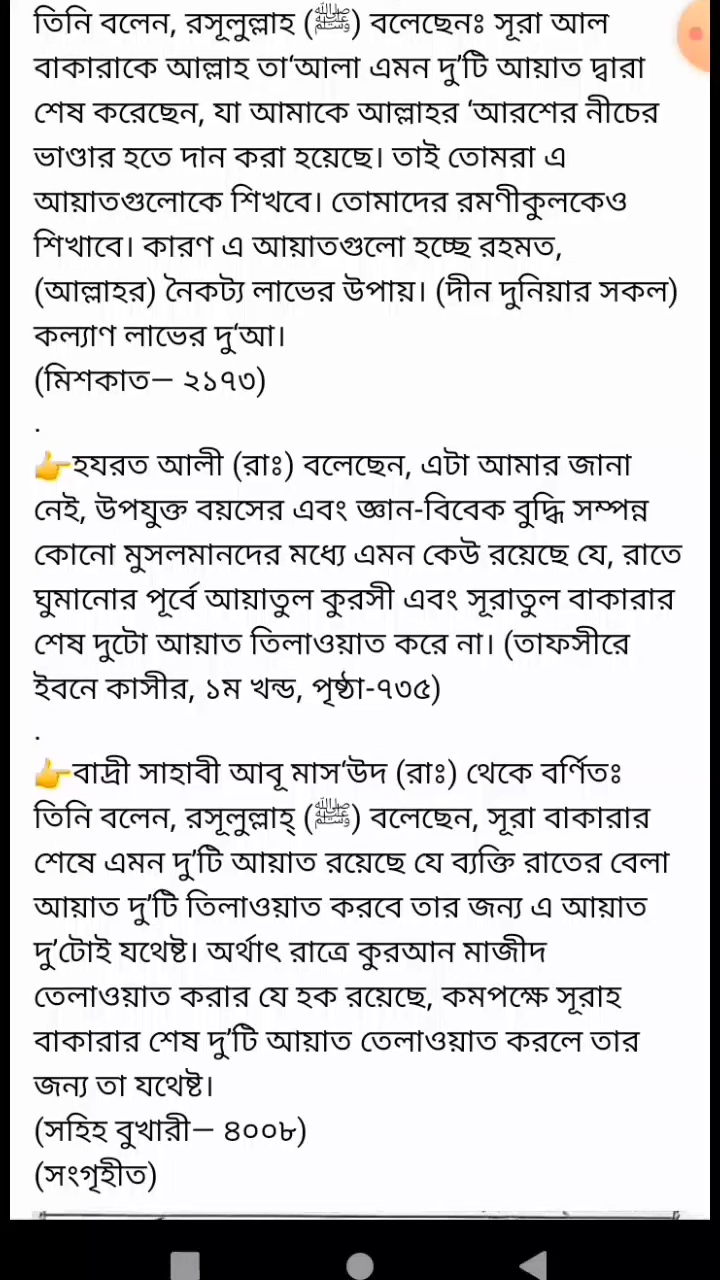 তিনি বলেন, রসূলুল্লাহ (ﷺ) বলেছেনঃ সূরা আল
বাকারাকে আল্লাহ তা‘আলা এমন দু’টি আয়াত দ্বারা
শেষ করেছেন, যা আমাকে আল্লাহর ‘আরশের নীচের
ভাণ্ডার হতে দান করা হয়েছে। তাই তোমরা এ
আয়াতগুলোকে শিখবে। তোমাদের রমণীকুলকেও
শিখাবে। কারণ এ আয়াতগুলো হচ্ছে রহমত,
(আল্লাহর) নৈকট্য লাভের উপায়। (দীন দুনিয়ার সকল)
কল্যাণ লাভের দু‘আ।
(মিশকাত— ২১৭৩)
.
👉হযরত আলী (রাঃ) বলেছেন, এটা আমার জানা
নেই, উপযুক্ত বয়সের এবং জ্ঞান-বিবেক বুদ্ধি সম্পন্ন
কোনো মুসলমানদের মধ্যে এমন কেউ রয়েছে যে, রাতে
ঘুমানোর পূর্বে আয়াতুল কুরসী এবং সূরাতুল বাকারার
শেষ দুটো আয়াত তিলাওয়াত করে না। (তাফসীরে
ইবনে কাসীর, ১ম খন্ড, পৃষ্ঠা-৭৩৫)
.
👉বাদ্রী সাহাবী আবূ মাস‘উদ (রাঃ) থেকে বর্ণিতঃ
তিনি বলেন, রসূলুল্লাহ্ (ﷺ) বলেছেন, সূরা বাকারার
শেষে এমন দু’টি আয়াত রয়েছে যে ব্যক্তি রাতের বেলা
আয়াত দু’টি তিলাওয়াত করবে তার জন্য এ আয়াত
দু’টোই যথেষ্ট। অর্থাৎ রাত্রে কুরআন মাজীদ
তেলাওয়াত করার যে হক রয়েছে, কমপক্ষে সূরাহ
বাকারার শেষ দু’টি আয়াত তেলাওয়াত করলে তার
জন্য তা যথেষ্ট।
(সহিহ বুখারী— ৪০০৮)
(সংগৃহীত)